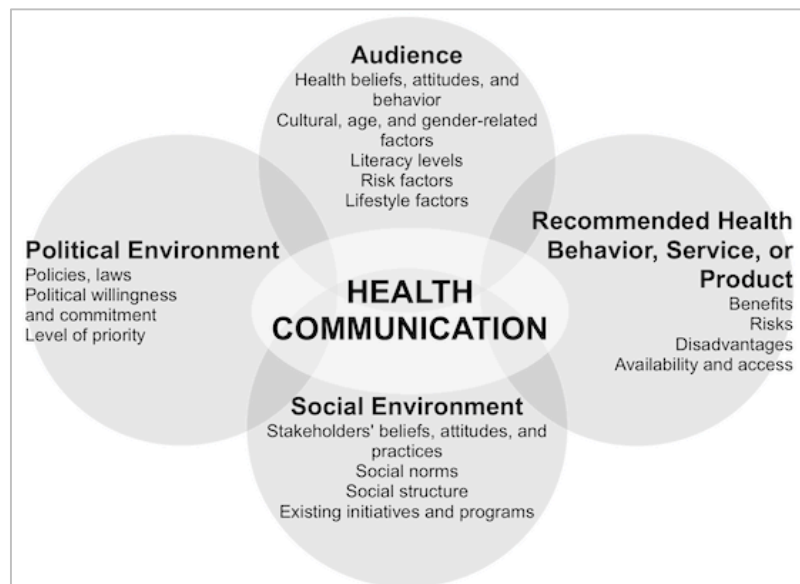 Audience
Health beliefs, attitudes, and
behavior
Cultural, age, and gender-related
factors
Literacy levels
Risk factors
Lifestyle factors
Political Environment
Policies, laws
Political willingness
and commitment
Level of priority
HEALTH
COMMUNICATION
Recommended Health
Behavior, Service, or
Product
Benefits
Risks
Disadvantages
Availability and access
Social Environment
Stakeholders' beliefs, attitudes, and
practices
Social norms
Social structure
Existing initiatives and programs